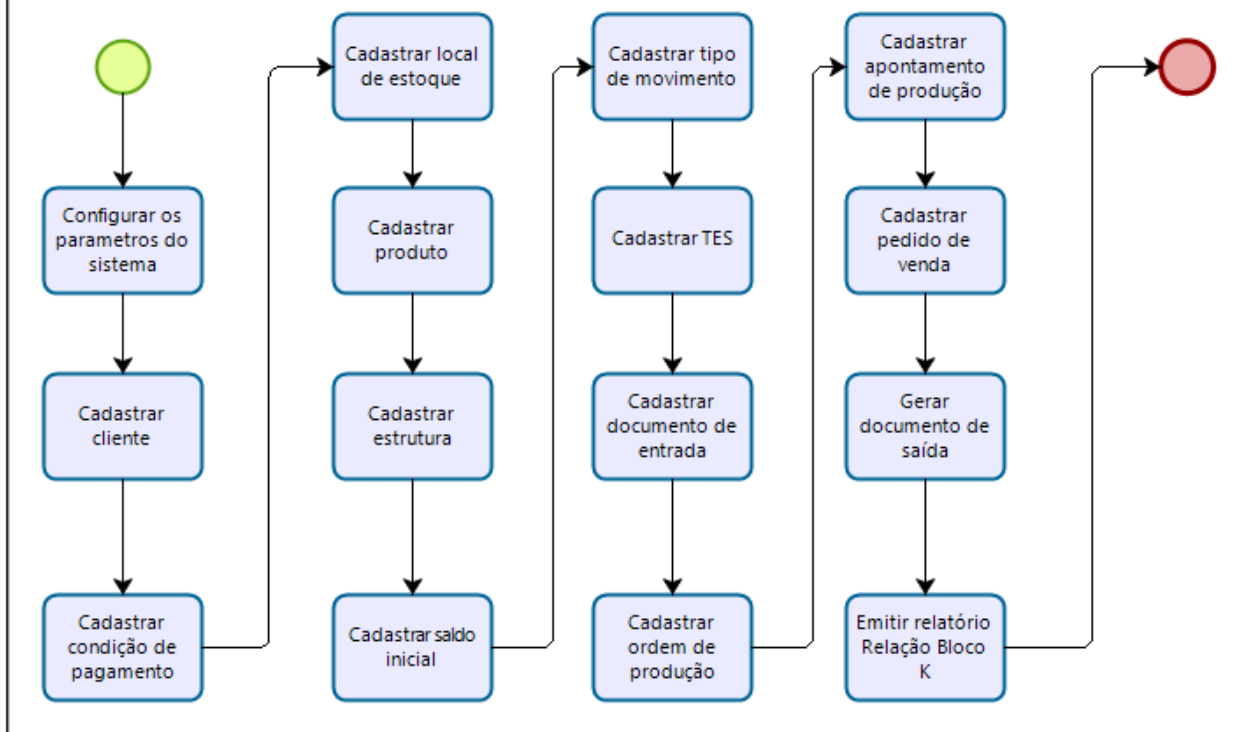 Configurar os
parametros do
sistema
Cadastrar
cliente
Cadastrar
condição de
pagamento
Cadastrar local
de estoque
Cadastrar
produto
Cadastrar
estrutura
Cadastrar saldo
inicial
Cadastrar tipo
de movimento
Cadastrar TES
Cadastrar
documento de
entrada
Cadastrar
ordem de
produção
Cadastrar
apontamento
de produção
Cadastrar
pedido de
venda
Gerar
documento de
saída
Emitir relatório
Relação Bloco
K